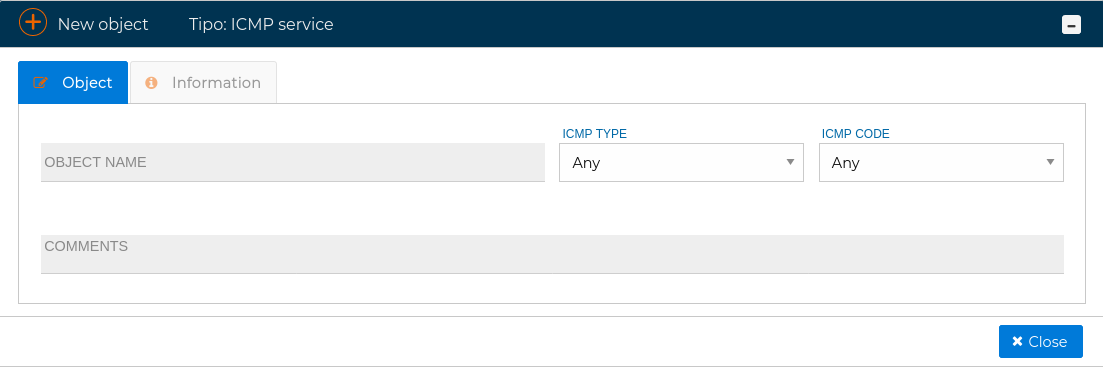 New object Tipo: ICMP service
Object Information
ICMP TYPE ICMP CODE
OBJECT NAME Any Any
COMMENTS
Close